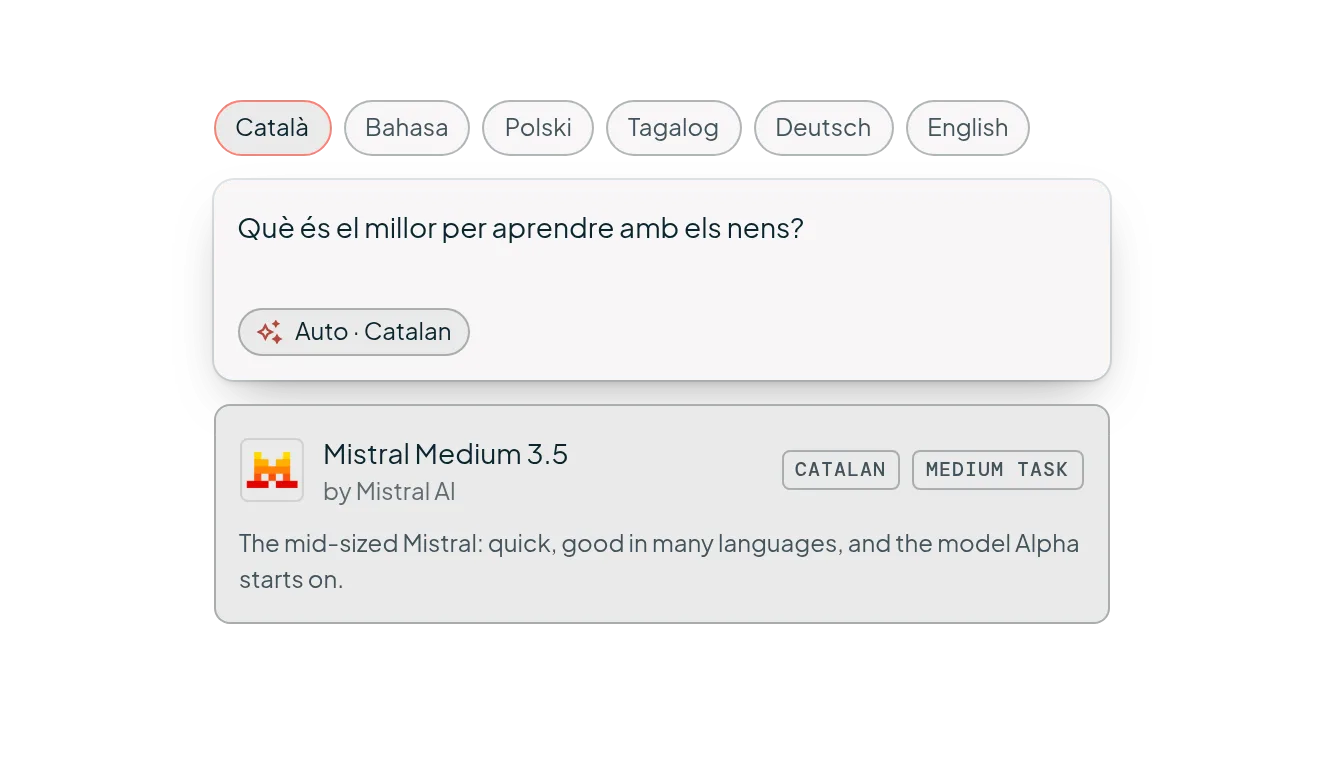 Català
Bahasa
Polski
Tagalog
Deutsch
English
Què és el millor per aprendre amb els nens?
Auto · Catalan
Mistral Medium 3.5
by Mistral AI
CATALAN
MEDIUM TASK
The mid-sized Mistral: quick, good in many languages, and the model Alpha
starts on.